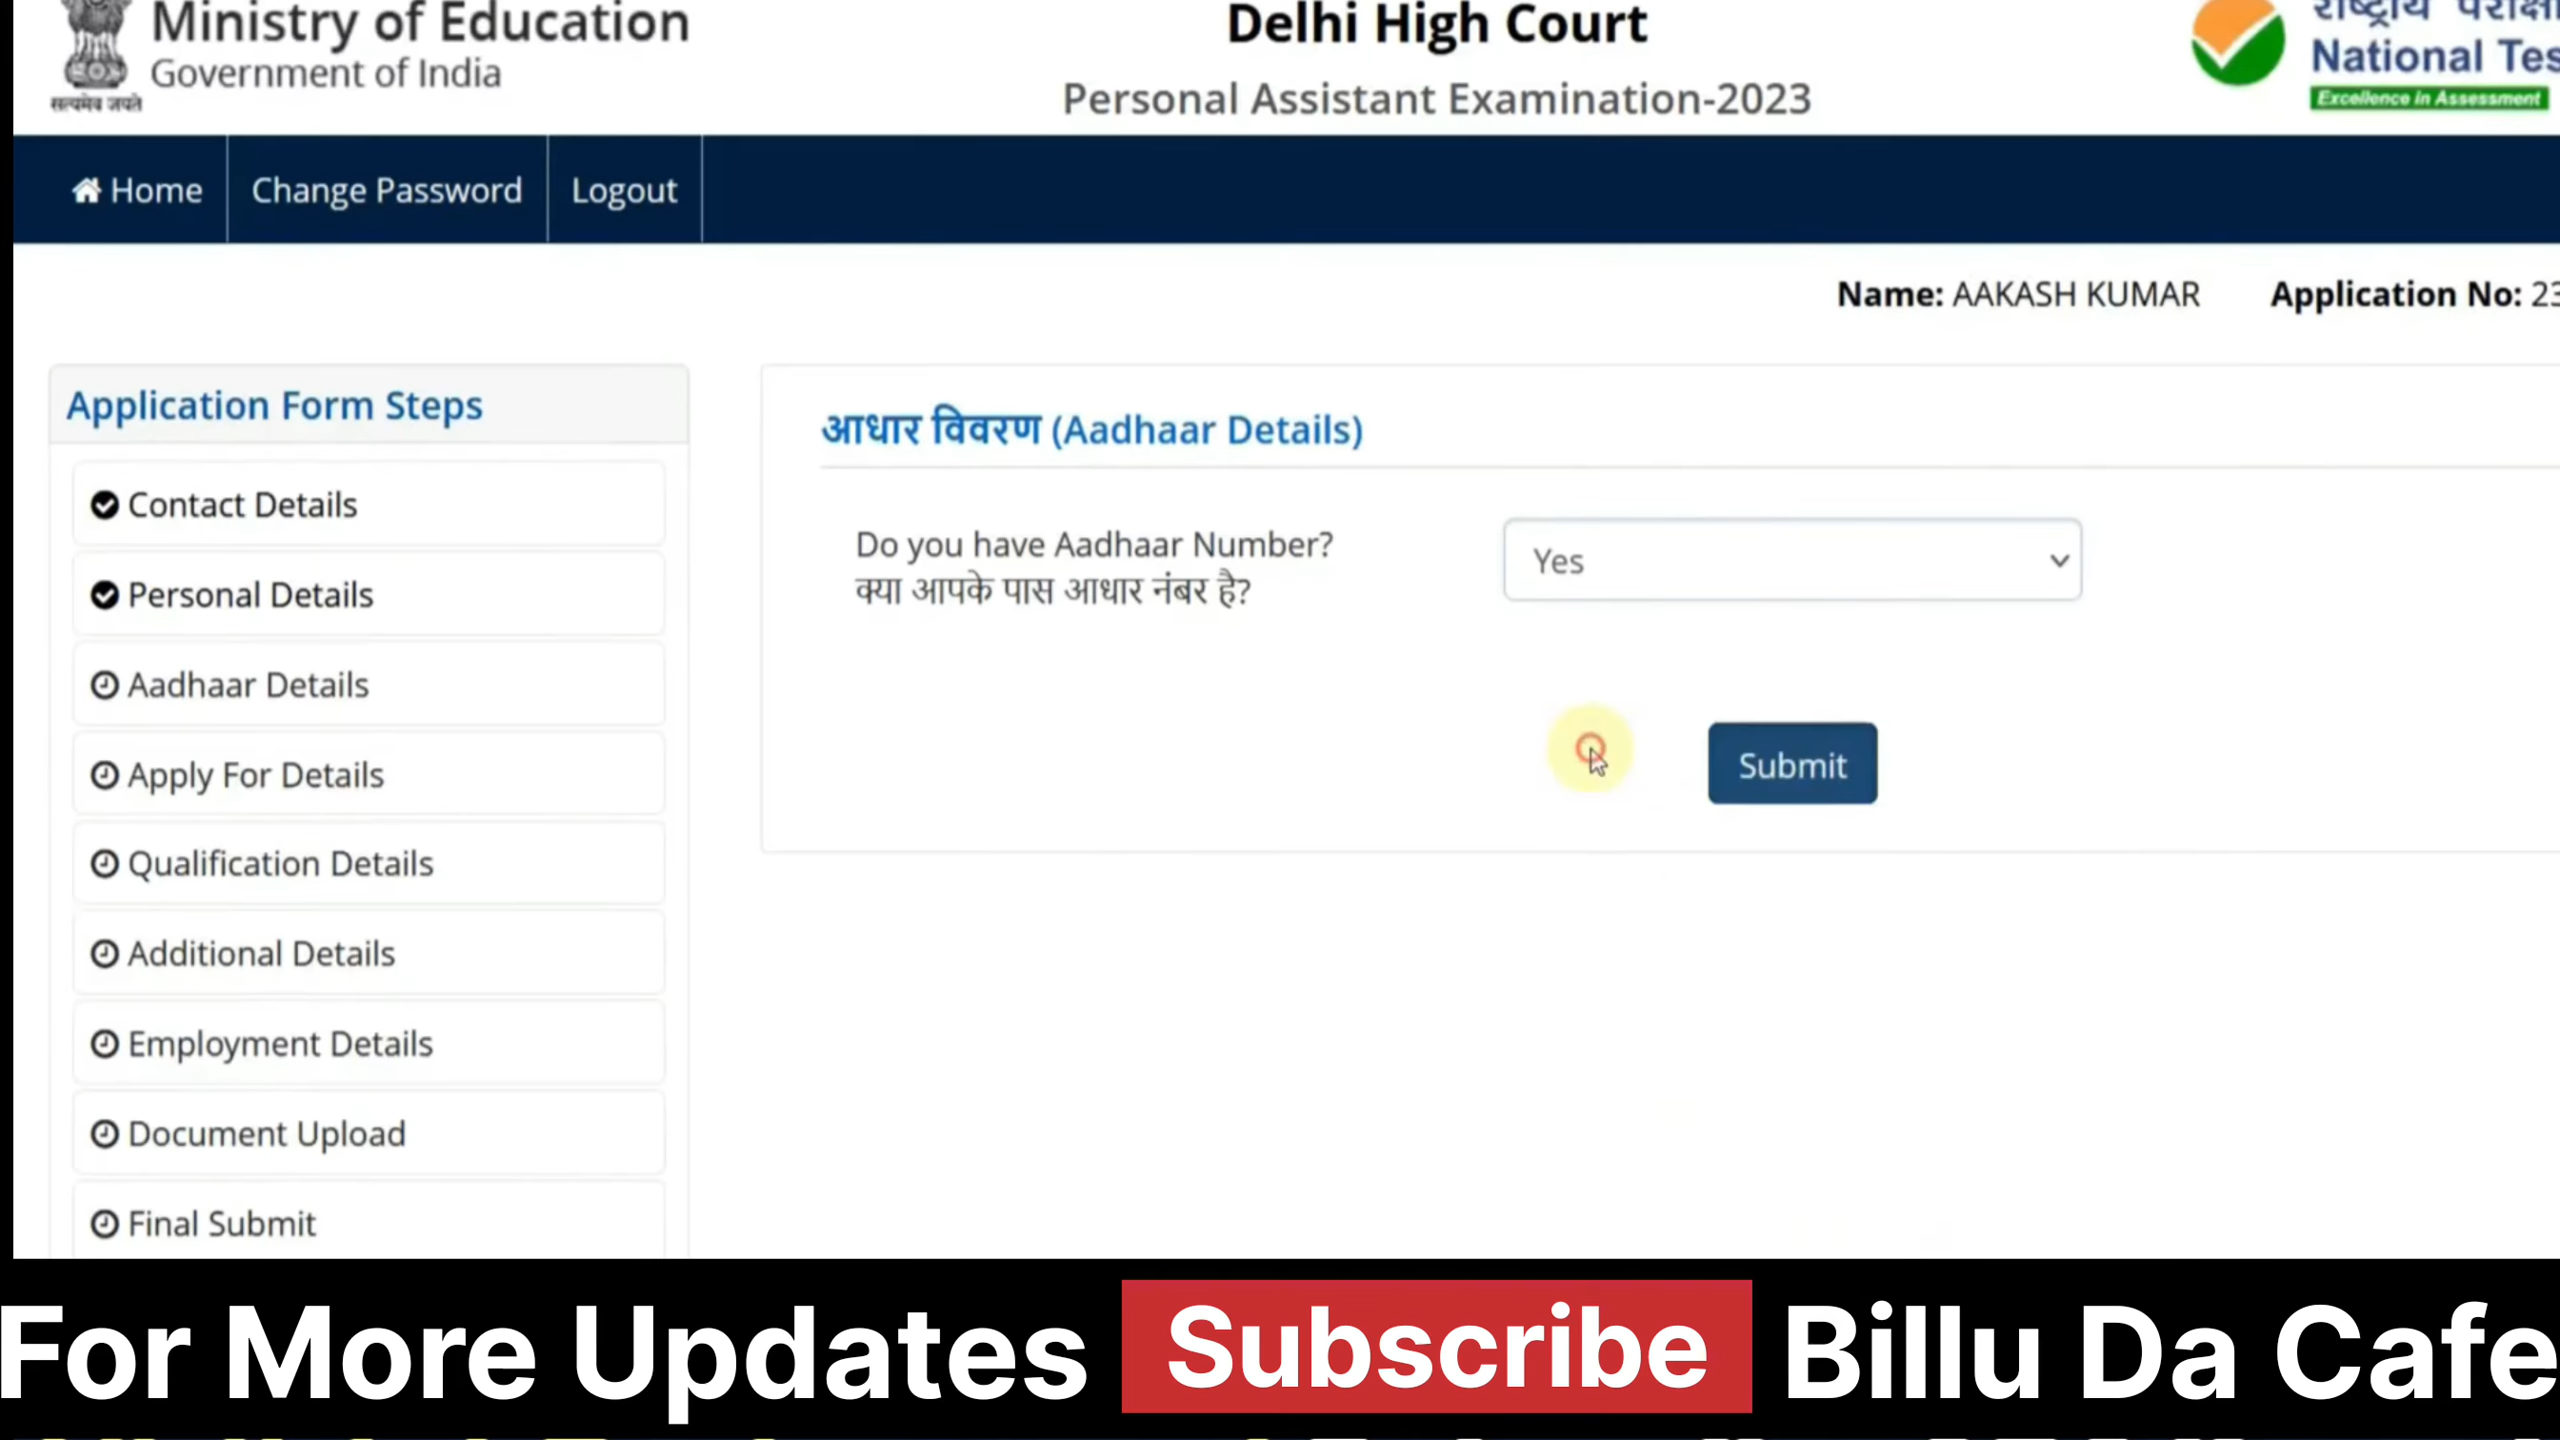 Ministry of Education
Government of India
सत्यमेव जयते
Delhi High Court
Personal Assistant Examination-2023
राष्ट्रीय
National Tes
Excellence in Assessment
Home
Change Password
Logout
Name: AAKASH KUMAR
Application No: 23
Application Form Steps
Contact Details
Personal Details
Aadhaar Details
Apply For Details
Qualification Details
Additional Details
Employment Details
Document Upload
Final Submit
आधार विवरण (Aadhaar Details)
Do you have Aadhaar Number?
क्या आपके पास आधार नंबर है?
Yes
Submit
For More Updates Subscribe Billu Da Cafe